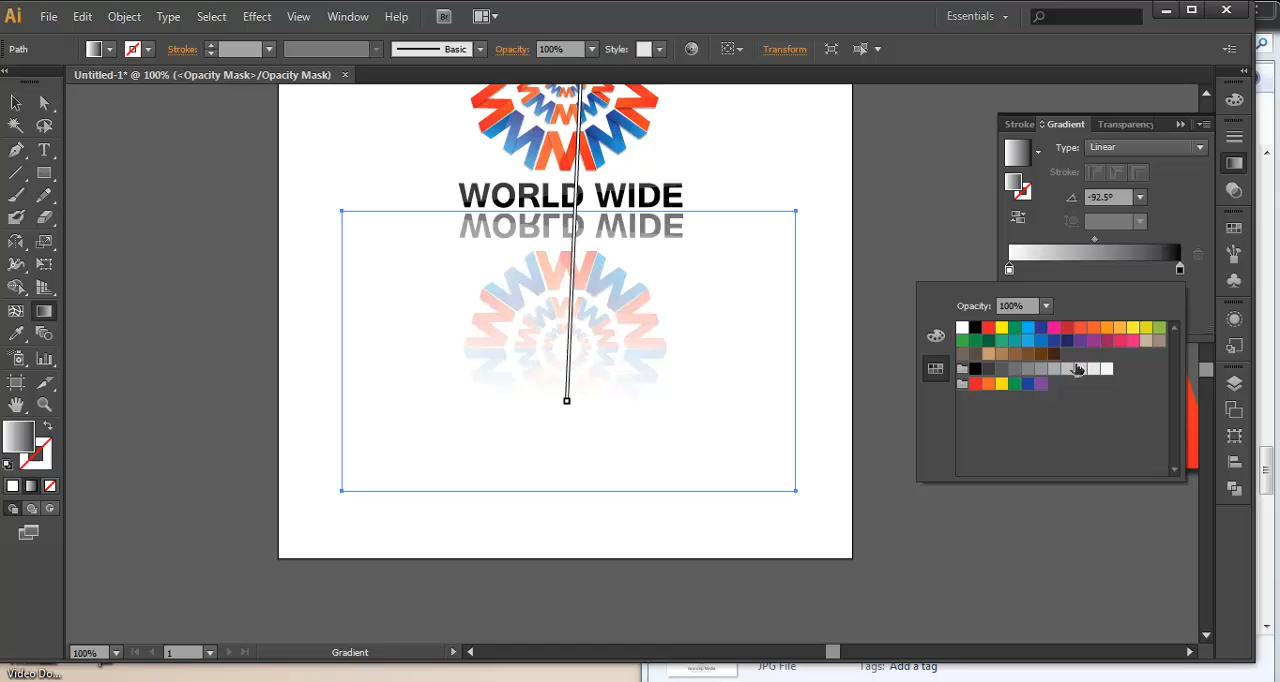 Ai File Edit Object Type Select Effect View Window Help Br Essentials
Path Stroke: Basic Opacity: 100% Style: Transform
Untitled-1* @ 100% (<Opacity Mask>/Opacity Mask) ×
Stroke Gradient Transparency
Type: Linear
Stroke:
-92.5°
WORLD WIDE
WORLD WIDE
Opacity: 100%
100% 1 Gradient
Video Do...
JPG File Tags: Add a tag